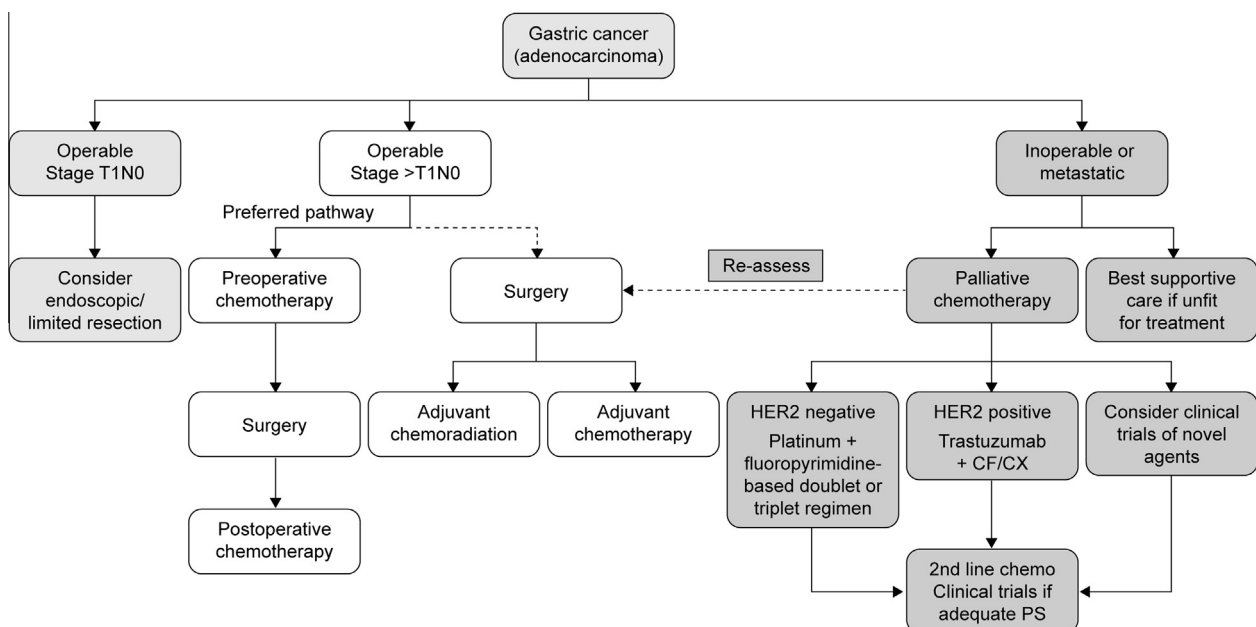 Gastric cancer
(adenocarcinoma)
Operable
Stage T1N0
Operable
Stage >T1N0
Inoperable or
metastatic
Preferred pathway
Consider
endoscopic/
limited resection
Preoperative
chemotherapy
Surgery
Re-assess
Palliative
chemotherapy
Best supportive
care if unfit
for treatment
Surgery
Adjuvant
chemoradiation
Adjuvant
chemotherapy
HER2 negative
Platinum +
fluoropyrimidine-
based doublet or
triplet regimen
HER2 positive
Trastuzumab
+ CF/CX
Consider clinical
trials of novel
agents
Postoperative
chemotherapy
2nd line chemo
Clinical trials if
adequate PS